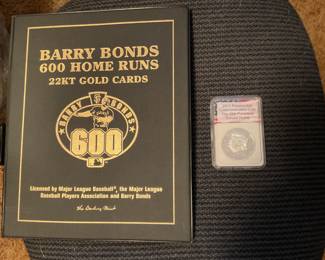 BARRY BONDS
600 HOME RUNS
22KT GOLD CARDS
BARRY BONDS
600
Licensed by Major League Baseball®, the Major League
Baseball Players Association and Barry Bonds
The Danbury Mint